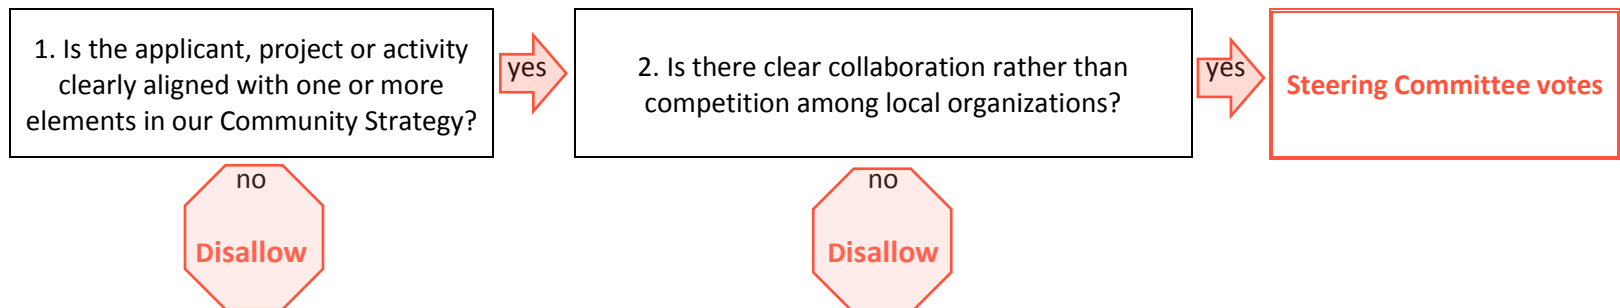 1. Is the applicant, project or activity
clearly aligned with one or more
elements in our Community Strategy?
yes
2. Is there clear collaboration rather than
competition among local organizations?
yes
Steering Committee votes
no
Disallow
no
Disallow